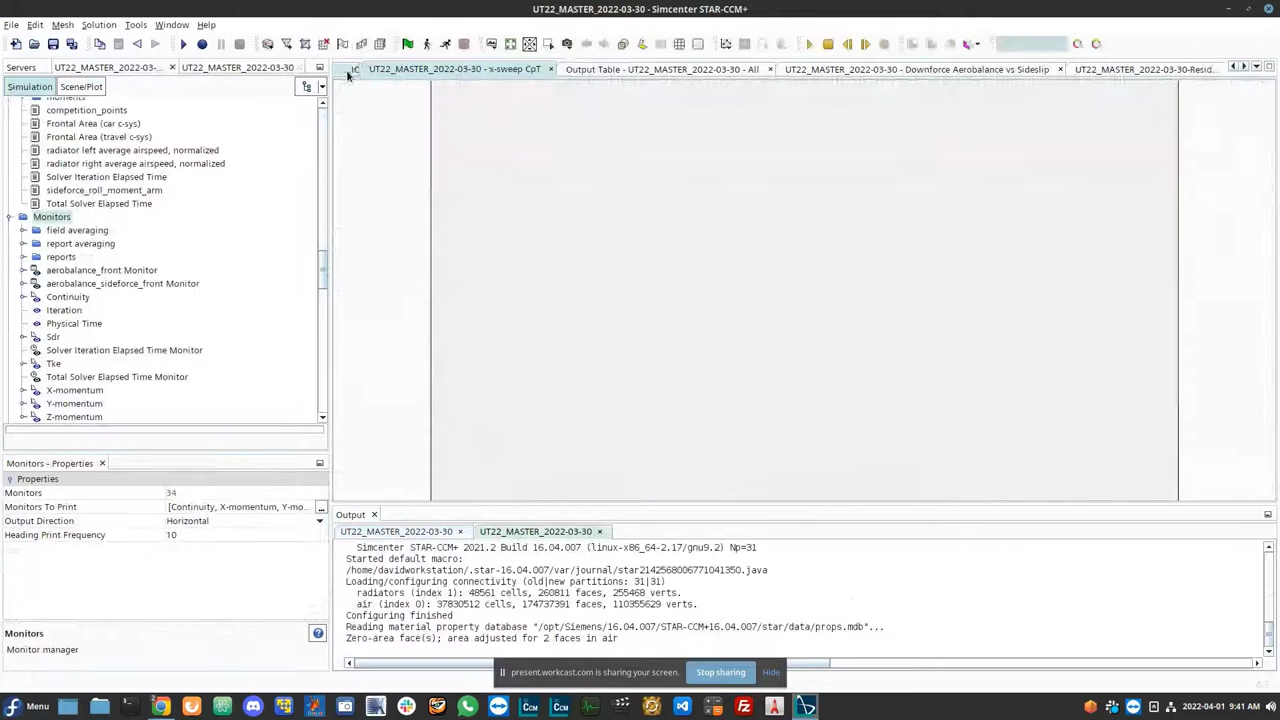 UT22_MASTER_2022-03-30 - Simcenter STAR-CCM+
File Edit Mesh Solution Tools Window Help
Servers UT22_MASTER_2022-03-... UT22_MASTER_2022-03-30
UT22_MASTER_2022-03-30 - x-sweep CpT Output Table - UT22_MASTER_2022-03-30 - All UT22_MASTER_2022-03-30 - Downforce Aerobalance vs Sideslip UT22_MASTER_2022-03-30-Resid...
Simulation Scene/Plot
moments
competition_points
Frontal Area (car c-sys)
Frontal Area (travel c-sys)
radiator left average airspeed, normalized
radiator right average airspeed, normalized
Solver Iteration Elapsed Time
sideforce_roll_moment_arm
Total Solver Elapsed Time
Monitors
field averaging
report averaging
reports
aerobalance_front Monitor
aerobalance_sideforce_front Monitor
Continuity
Iteration
Physical Time
Sdr
Solver Iteration Elapsed Time Monitor
Tke
Total Solver Elapsed Time Monitor
X-momentum
Y-momentum
Z-momentum
Monitors - Properties
Properties
Monitors 34
Monitors To Print [Continuity, X-momentum, Y-mo... ...
Output Direction Horizontal
Heading Print Frequency 10
Monitors
Monitor manager
Output
UT22_MASTER_2022-03-30 UT22_MASTER_2022-03-30
Simcenter STAR-CCM+ 2021.2 Build 16.04.007 (linux-x86_64-2.17/gnu9.2) Np=31
Started default macro:
/home/davidworkstation/.star-16.04.007/var/journal/star2142568006771041350.java
Loading/configuring connectivity (old|new partitions: 31|31)
radiators (index 1): 48561 cells, 260811 faces, 255468 verts.
air (index 0): 37830512 cells, 174737391 faces, 110355629 verts.
Configuring finished
Reading material property database "/opt/Siemens/16.04.007/STAR-CCM+16.04.007/star/data/props.mdb"...
Zero-area face(s); area adjusted for 2 faces in air
present.workcast.com is sharing your screen. Stop sharing Hide
Menu 2022-04-01 9:41 AM